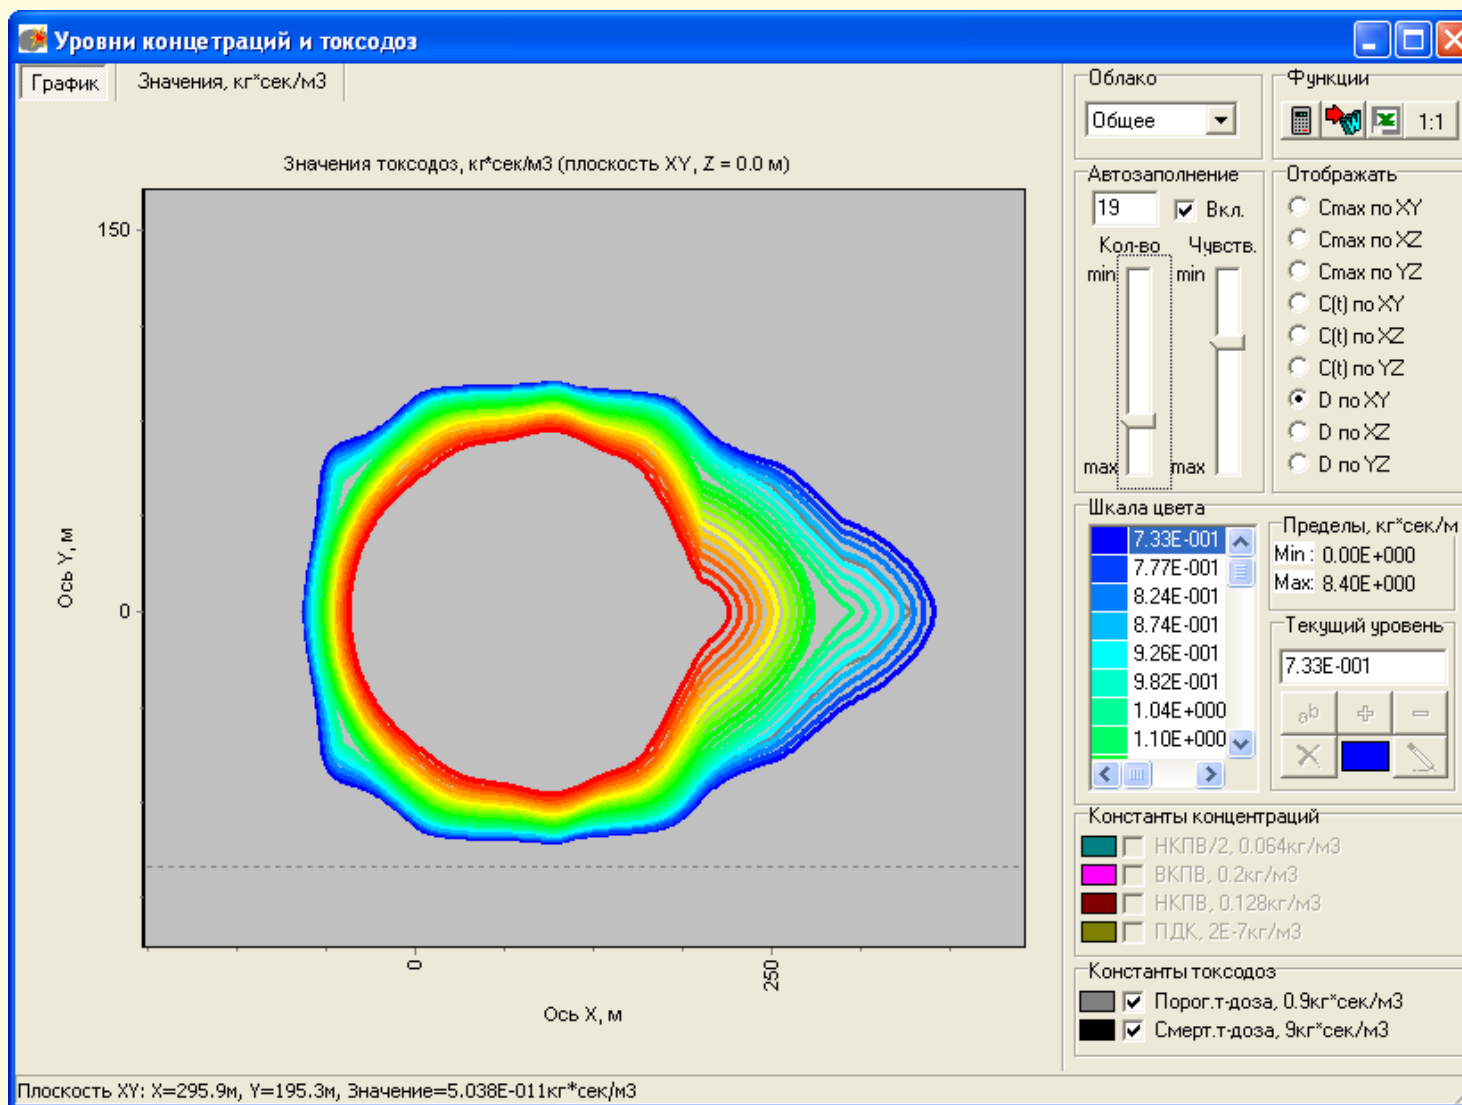 Уровни концетраций и токсодоз
График
Значения, кг*сек/м3
Значения токсодоз, кг*сек/м3 (плоскость XY, Z = 0.0 м)
150
0
Ось Y, м
0
250
Ось X, м
Облако
Общее
Функции
1:1
Автозаполнение
19
Вкл.
Кол-во
Чувств.
min
min
max
max
Отображать
Cmax по XY
Cmax по XZ
Cmax по YZ
C(t) по XY
C(t) по XZ
C(t) по YZ
D по XY
D по XZ
D по YZ
Шкала цвета
7.33E-001
7.77E-001
8.24E-001
8.74E-001
9.26E-001
9.82E-001
1.04E+000
1.10E+000
Пределы, кг*сек/м
Min : 0.00E+000
Max: 8.40E+000
Текущий уровень
7.33E-001
ab
Константы концентраций
НКПВ/2, 0.064кг/м3
ВКПВ, 0.2кг/м3
НКПВ, 0.128кг/м3
ПДК, 2E-7кг/м3
Константы токсодоз
Порог.т-доза, 0.9кг*сек/м3
Смерт.т-доза, 9кг*сек/м3
Плоскость XY: X=295.9м, Y=195.3м, Значение=5.038E-011кг*сек/м3